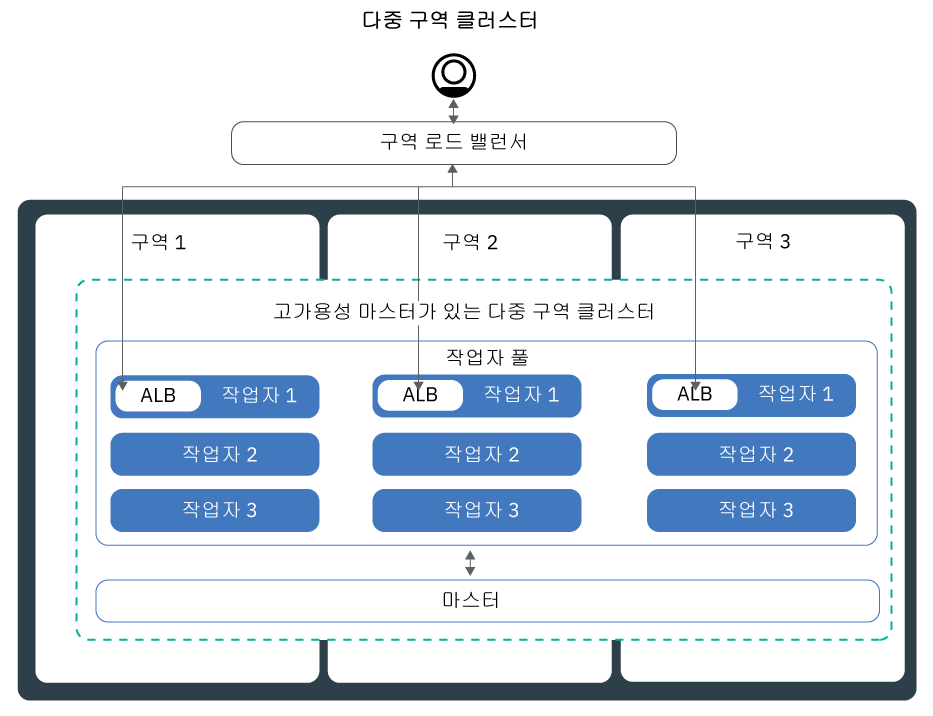 다중 구역 클러스터
구역 로드 밸런서
구역 1
구역 2
구역 3
고가용성 마스터가 있는 다중 구역 클러스터
작업자 풀
ALB 작업자 1
ALB 작업자 1
ALB 작업자 1
작업자 2
작업자 2
작업자 2
작업자 3
작업자 3
작업자 3
마스터